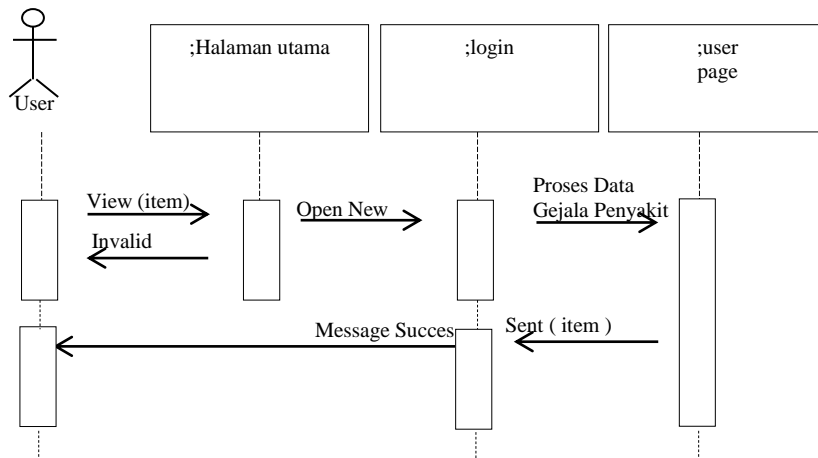 ;Halaman utama
;login
;user
page
User
Proses Data
View (item)
Open New
Gejala Penyakit
Invalid
Message Succes
Sent ( item )